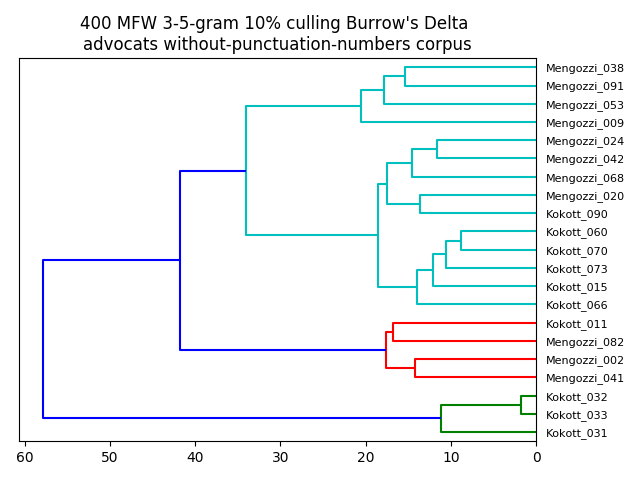 400 MFW 3-5-gram 10% culling Burrow's Delta
advocats without-punctuation-numbers corpus
Mengozzi_038
Mengozzi_091
Mengozzi_053
Mengozzi_009
Mengozzi_024
Mengozzi_042
Mengozzi_068
Mengozzi_020
Kokott_090
Kokott_060
Kokott_070
Kokott_073
Kokott_015
Kokott_066
Kokott_011
Mengozzi_082
Mengozzi_002
Mengozzi_041
Kokott_032
Kokott_033
Kokott_031
60 50 40 30 20 10 0